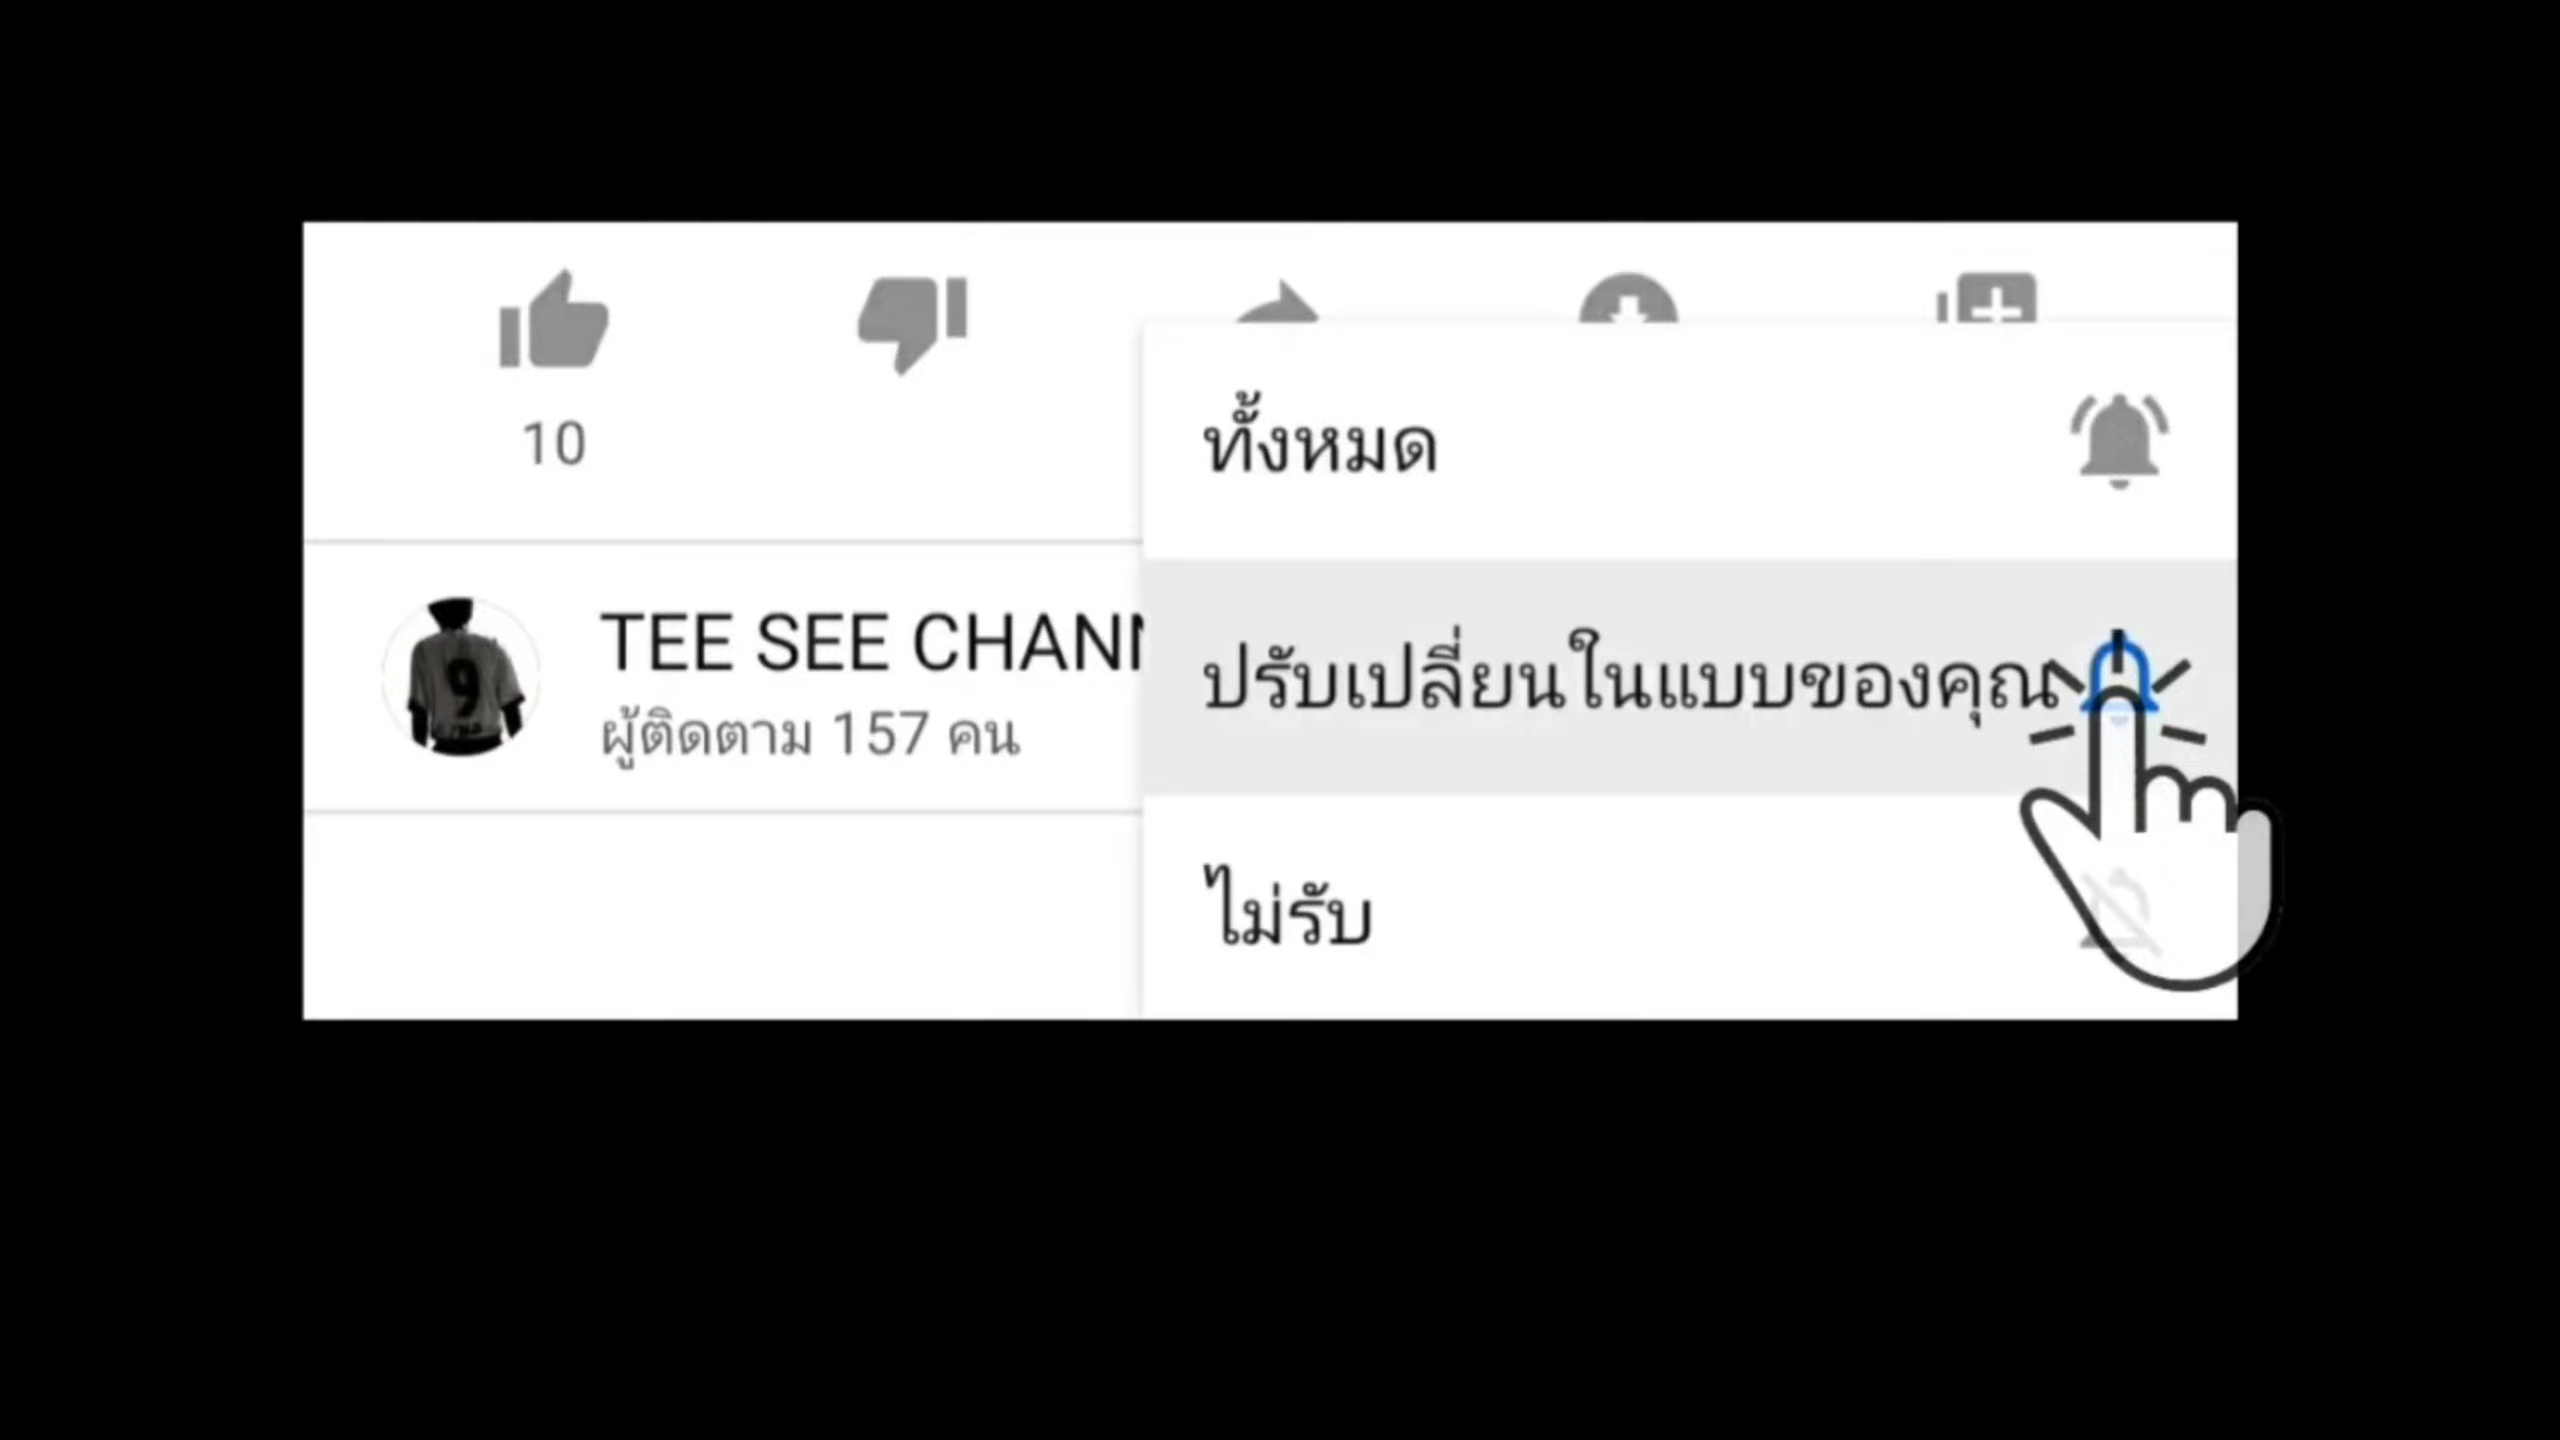 10
TEE SEE CHANN
ผู้ติดตาม 157 คน
ทั้งหมด
ปรับเปลี่ยนในแบบของคุณ
ไม่รับ